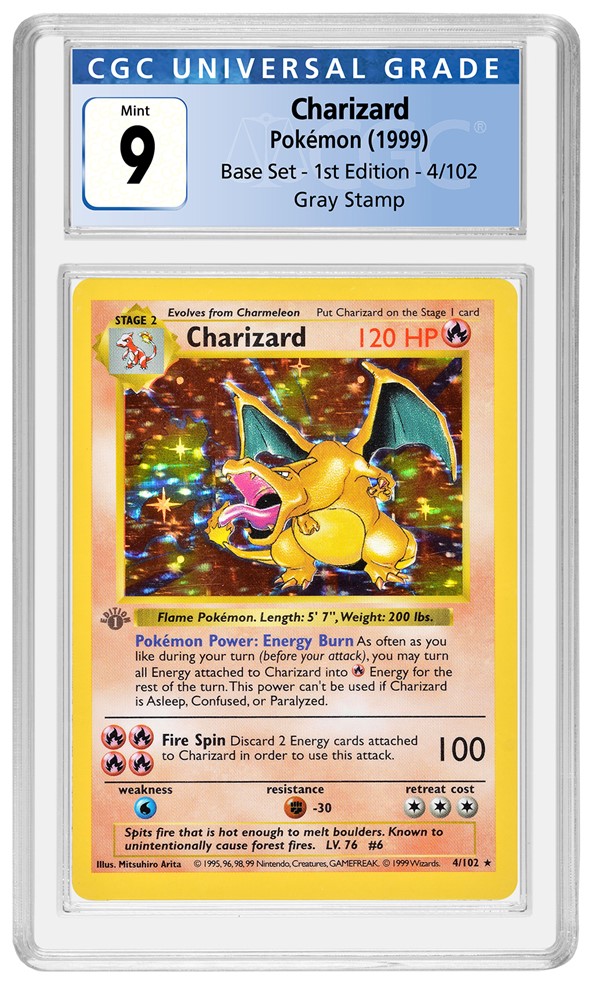 CGC UNIVERSAL GRADE
Mint
9
Charizard
Pokémon (1999)
Base Set - 1st Edition - 4/102
Gray Stamp
CGC®
Evolves from Charmeleon Put Charizard on the Stage 1 card
STAGE 2
Charizard 120 HP
EDITION
1
Flame Pokémon. Length: 5' 7", Weight: 200 lbs.
Pokémon Power: Energy Burn As often as you
like during your turn (before your attack), you may turn
all Energy attached to Charizard into Energy for the
rest of the turn. This power can't be used if Charizard
is Asleep, Confused, or Paralyzed.
Fire Spin Discard 2 Energy cards attached
to Charizard in order to use this attack. 100
weakness resistance retreat cost
-30
Spits fire that is hot enough to melt boulders. Known to
unintentionally cause forest fires. LV. 76 #6
Illus. Mitsuhiro Arita © 1995, 96, 98, 99 Nintendo, Creatures, GAMEFREAK. © 1999 Wizards. 4/102 ★